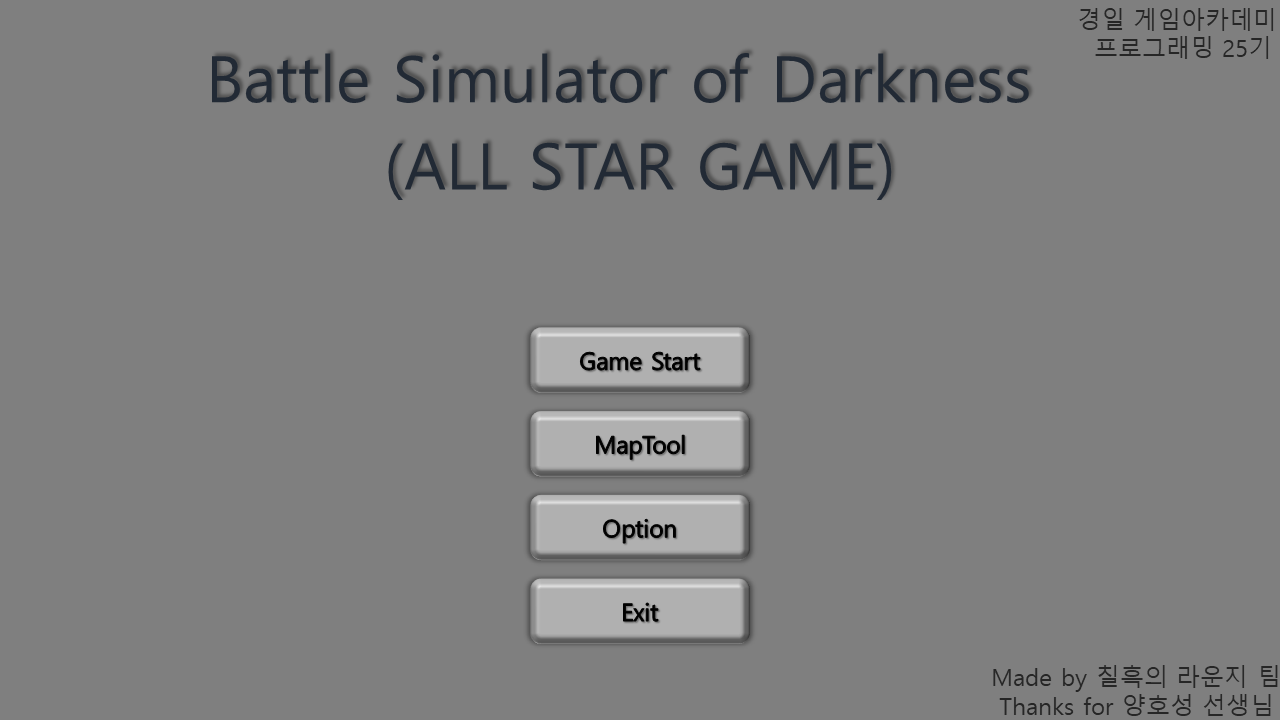 경일 게임아카데미
프로그래밍 25기
Battle Simulator of Darkness
(ALL STAR GAME)
Game Start
MapTool
Option
Exit
Made by 칠흑의 라운지 팀
Thanks for 양호성 선생님